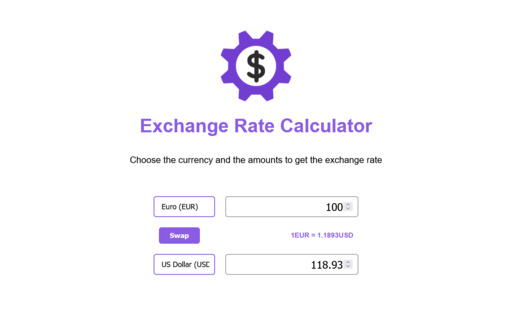 $
Exchange Rate Calculator
Choose the currency and the amounts to get the exchange rate
Euro (EUR) 100
Swap 1EUR = 1.1893USD
US Dollar (USD 118.93